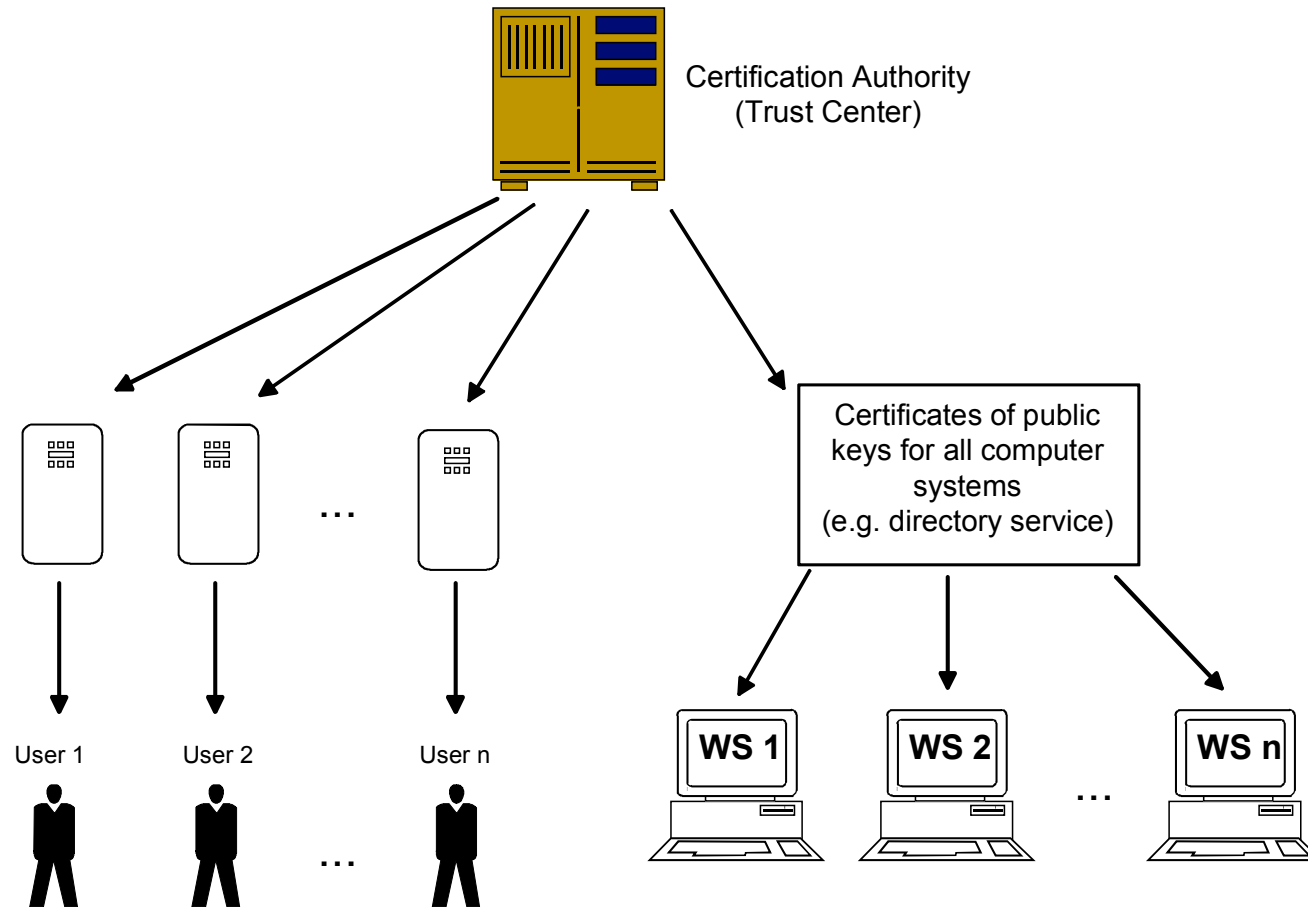 Certification Authority
(Trust Center)
Certificates of public
keys for all computer
systems
(e.g. directory service)
...
User 1
User 2
User n
...
WS 1
WS 2
WS n
...